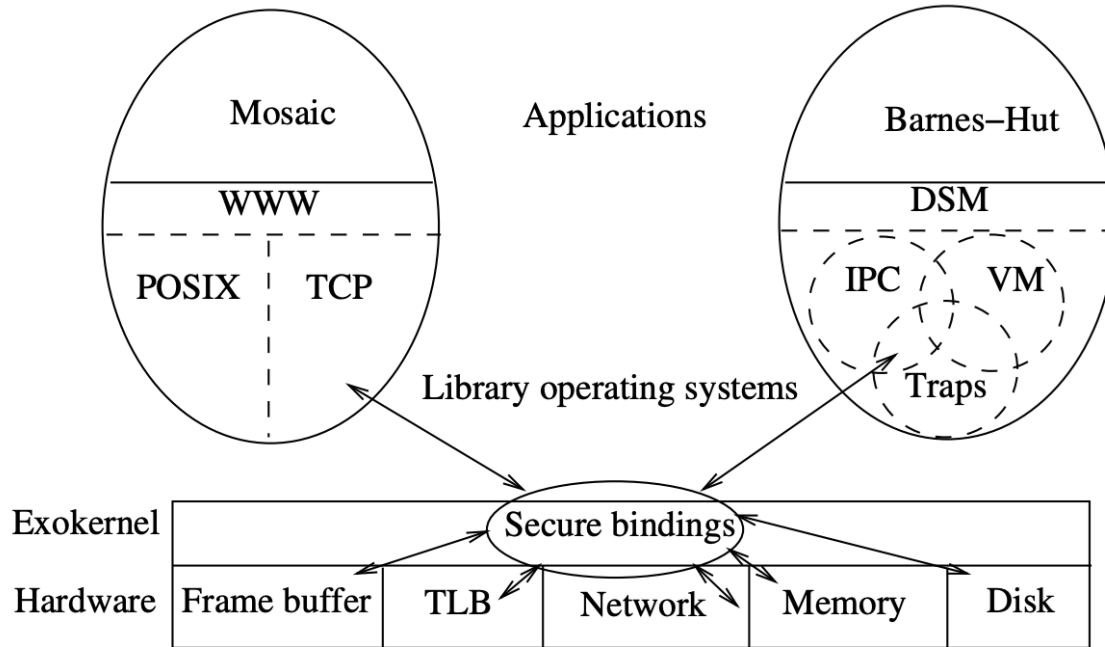 Mosaic
Applications
Barnes–Hut
WWW
DSM
POSIX
TCP
IPC
VM
Traps
Library operating systems
Exokernel
Secure bindings
Hardware
Frame buffer
TLB
Network
Memory
Disk